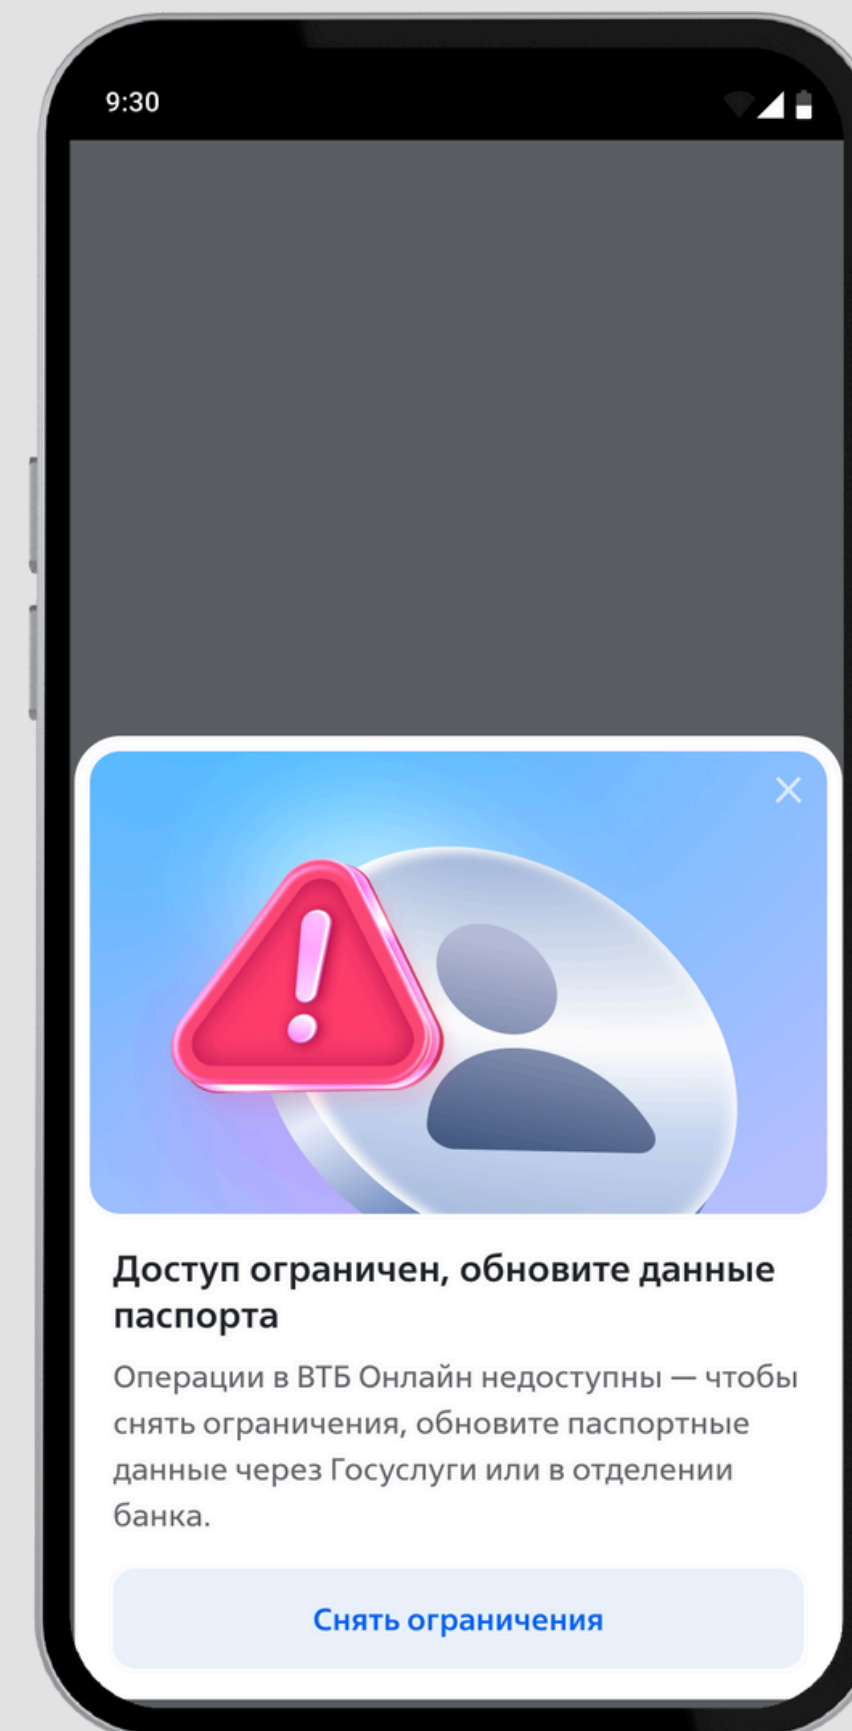 9:30
Доступ ограничен, обновите данные
паспорта
Операции в ВТБ Онлайн недоступны — чтобы
снять ограничения, обновите паспортные
данные через Госуслуги или в отделении
банка.
Снять ограничения